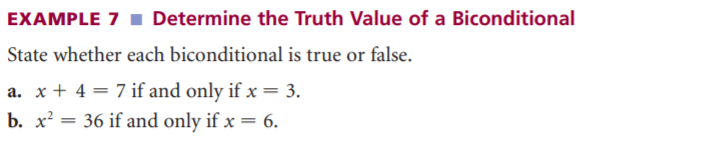 EXAMPLE 7 ■ Determine the Truth Value of a Biconditional
State whether each biconditional is true or false.
a. x + 4 = 7 if and only if x = 3.
b. x² = 36 if and only if x = 6.